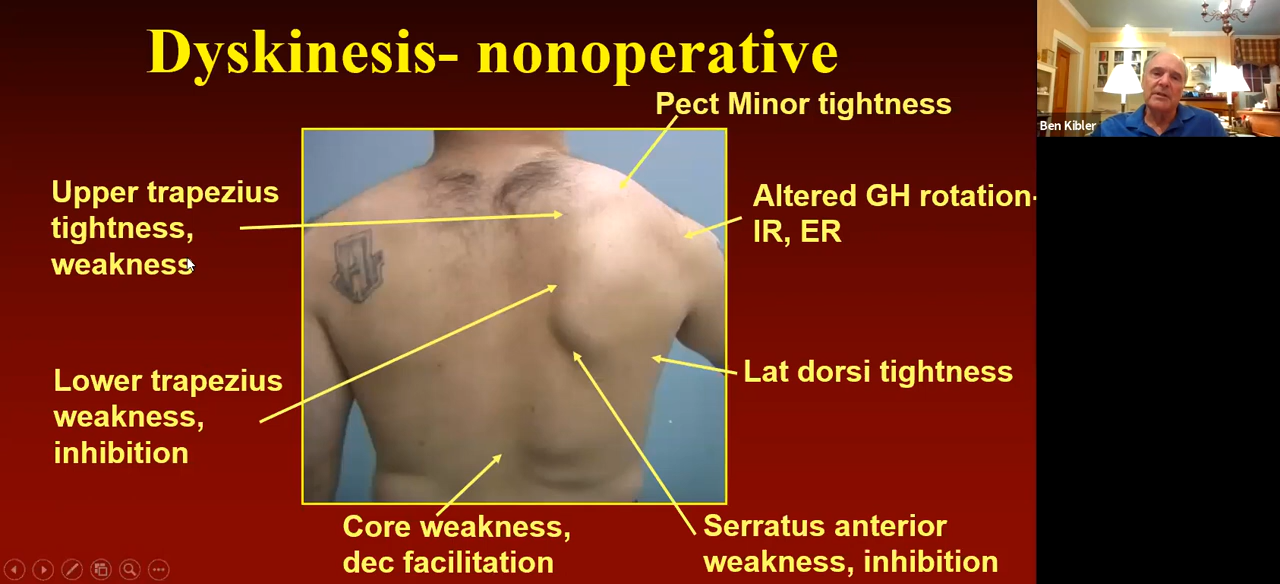 Dyskinesis- nonoperative
Pect Minor tightness
Ben Kibler
Upper trapezius
tightness,
weakness
Altered GH rotation-
IR, ER
Lower trapezius
weakness,
inhibition
Lat dorsi tightness
Core weakness,
dec facilitation
Serratus anterior
weakness, inhibition